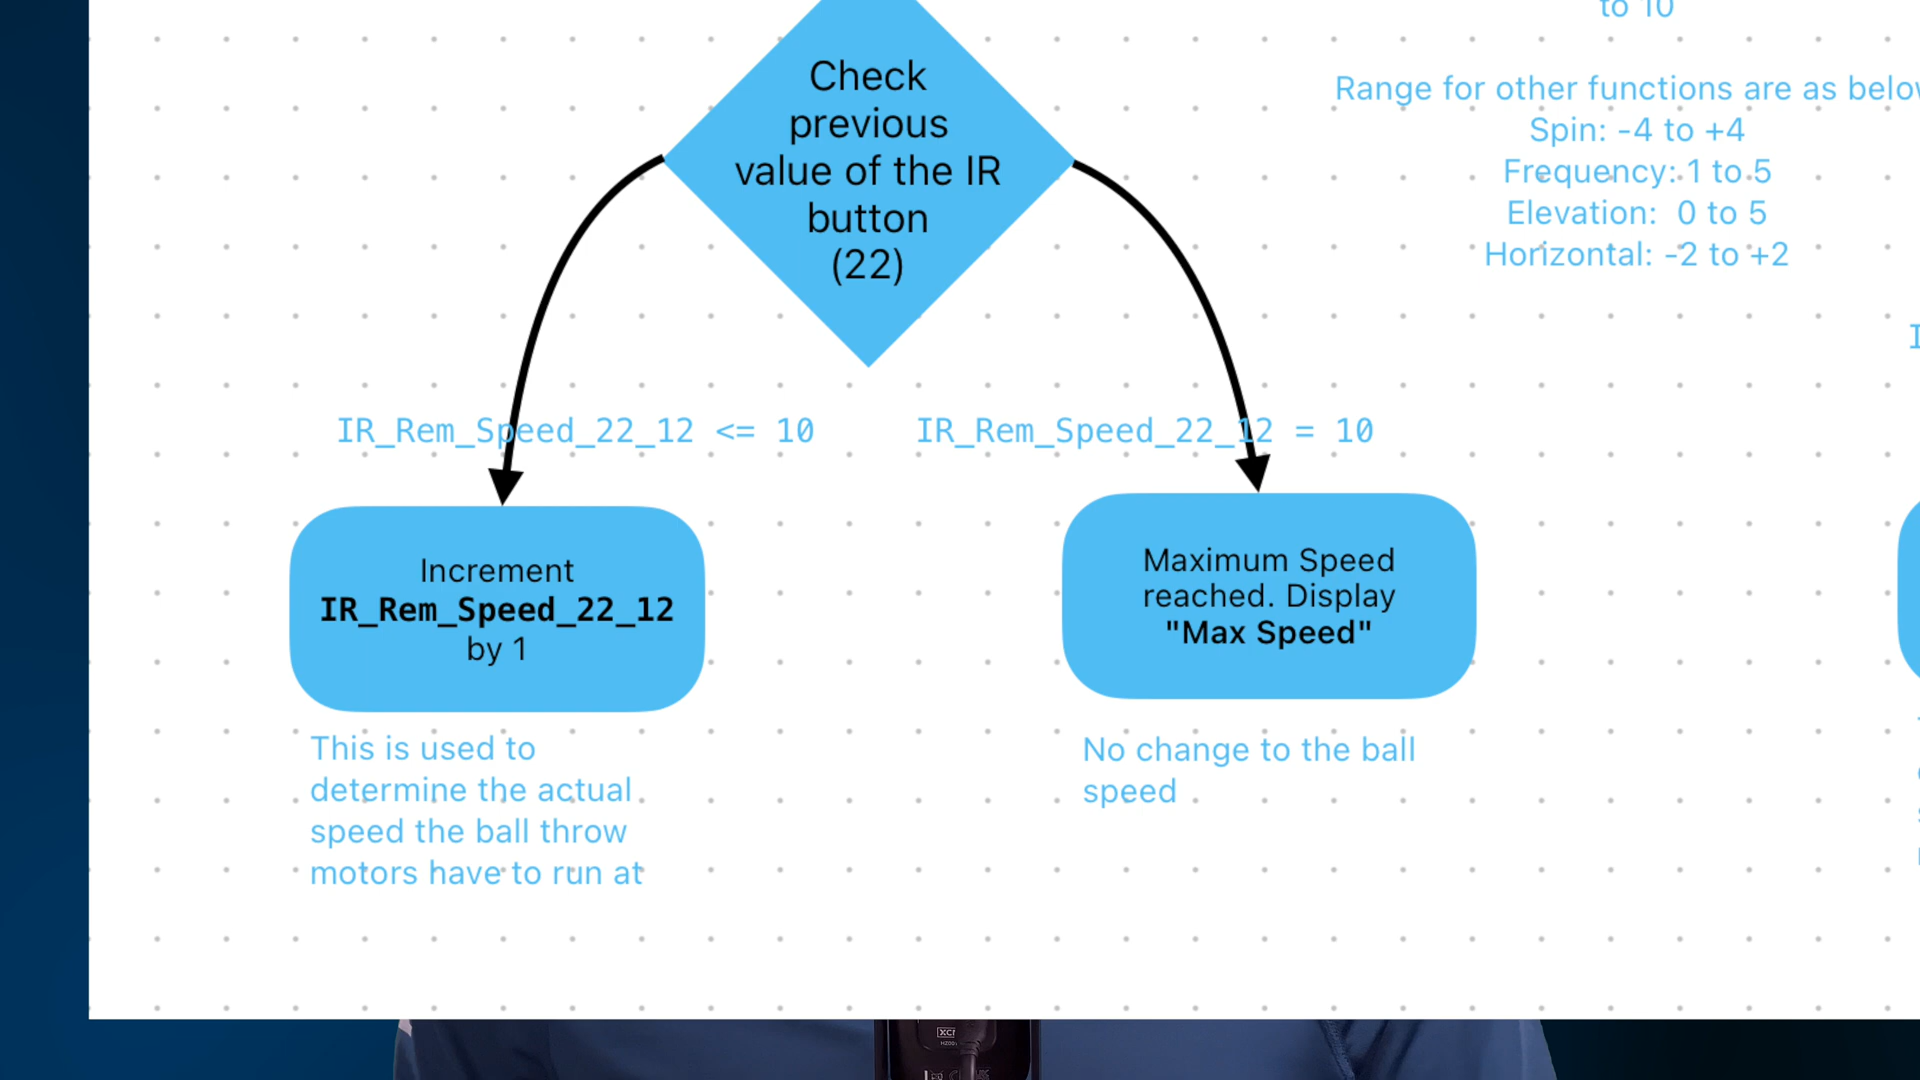 to 10
Check
previous
value of the IR
button
(22)
Range for other functions are as below
Spin: -4 to +4
Frequency: 1 to 5
Elevation: 0 to 5
Horizontal: -2 to +2
IR_Rem_Speed_22_12 <= 10
IR_Rem_Speed_22_12 = 10
Increment
IR_Rem_Speed_22_12
by 1
Maximum Speed
reached. Display
"Max Speed"
This is used to
determine the actual
speed the ball throw
motors have to run at
No change to the ball
speed